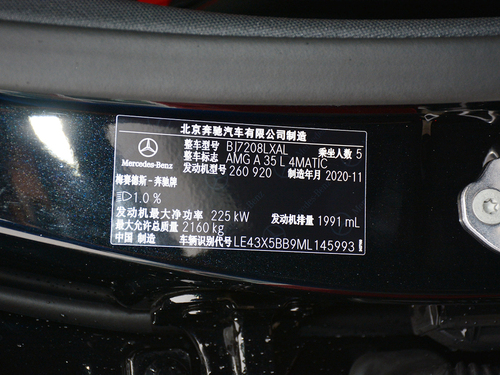 北京奔驰汽车有限公司制造
整车型号 BJ7208LXAL 乘坐人数 5
整车标志 AMG A 35 L 4MATIC
发动机型号 260 920 制造年月 2020-11
Mercedes-Benz
梅赛德斯-奔驰牌
1.0 %
发动机最大净功率 225 kW 发动机排量 1991 mL
最大允许总质量 2160 kg
中国 制造 车辆识别代号 LE43X5BB9ML145993